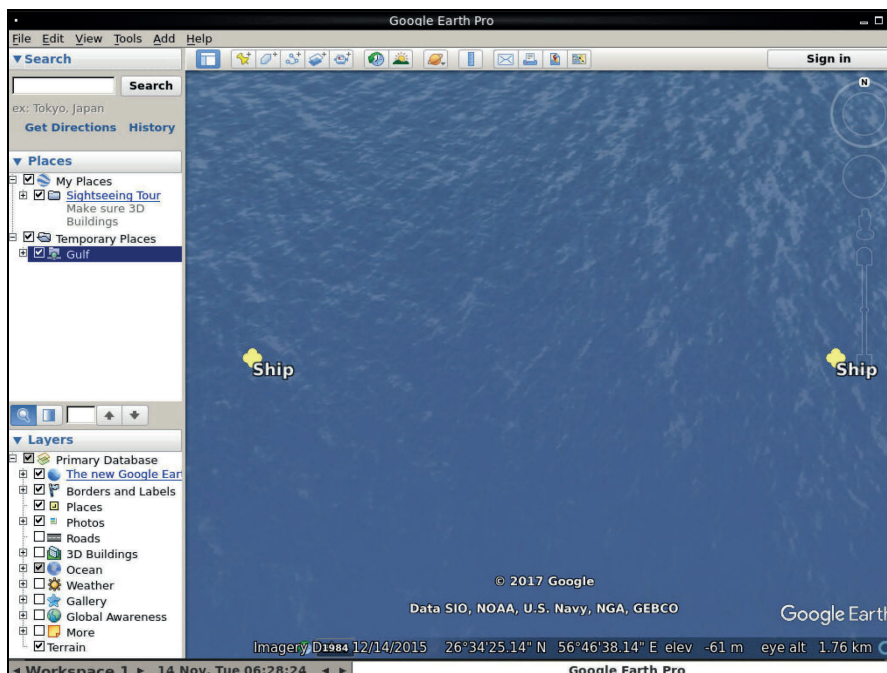 Google Earth Pro
File Edit View Tools Add Help
Search
Sign in
Search
ex: Tokyo, Japan
Get Directions History
N
Places
My Places
Sightseeing Tour
Make sure 3D
Buildings
Temporary Places
Gulf
Ship
Ship
Layers
Primary Database
The new Google Ear
Borders and Labels
Places
Photos
Roads
3D Buildings
Ocean
Weather
Gallery
Global Awareness
More
Terrain
© 2017 Google
Data SIO, NOAA, U.S. Navy, NGA, GEBCO
Google Earth
Imagery D 1984 12/14/2015 26°34'25.14" N 56°46'38.14" E elev -61 m eye alt 1.76 km
Workspace 1 14 Nov, Tue 06:28:24 Google Earth Pro